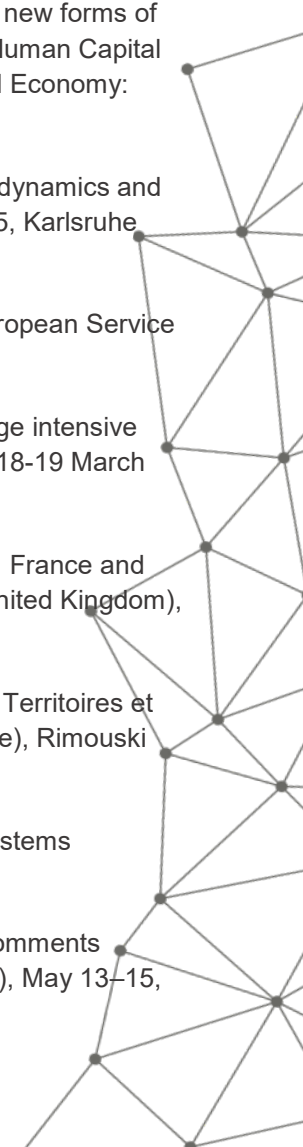 new forms of
Human Capital
Economy:
dynamics and
5, Karlsruhe
ropean Service
ge intensive
18-19 March
France and
nited Kingdom),
Territoires et
e), Rimouski
stems
omments
), May 13–15,